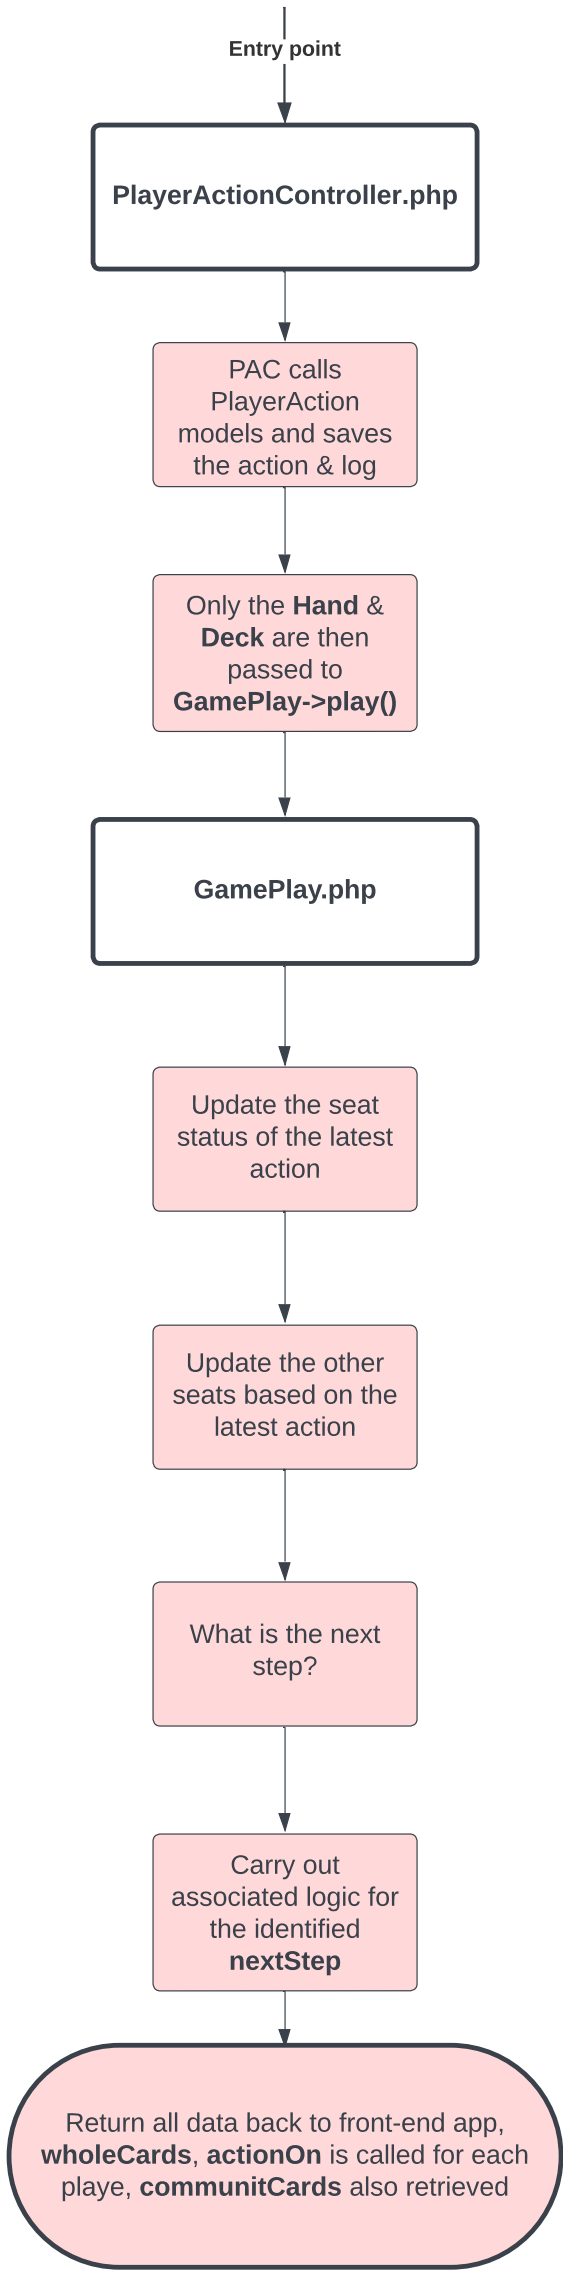 Entry point
PlayerActionController.php
PAC calls
PlayerAction
models and saves
the action & log
Only the Hand &
Deck are then
passed to
GamePlay->play()
GamePlay.php
Update the seat
status of the latest
action
Update the other
seats based on the
latest action
What is the next
step?
Carry out
associated logic for
the identified
nextStep
Return all data back to front-end app,
wholeCards, actionOn is called for each
playe, communitCards also retrieved